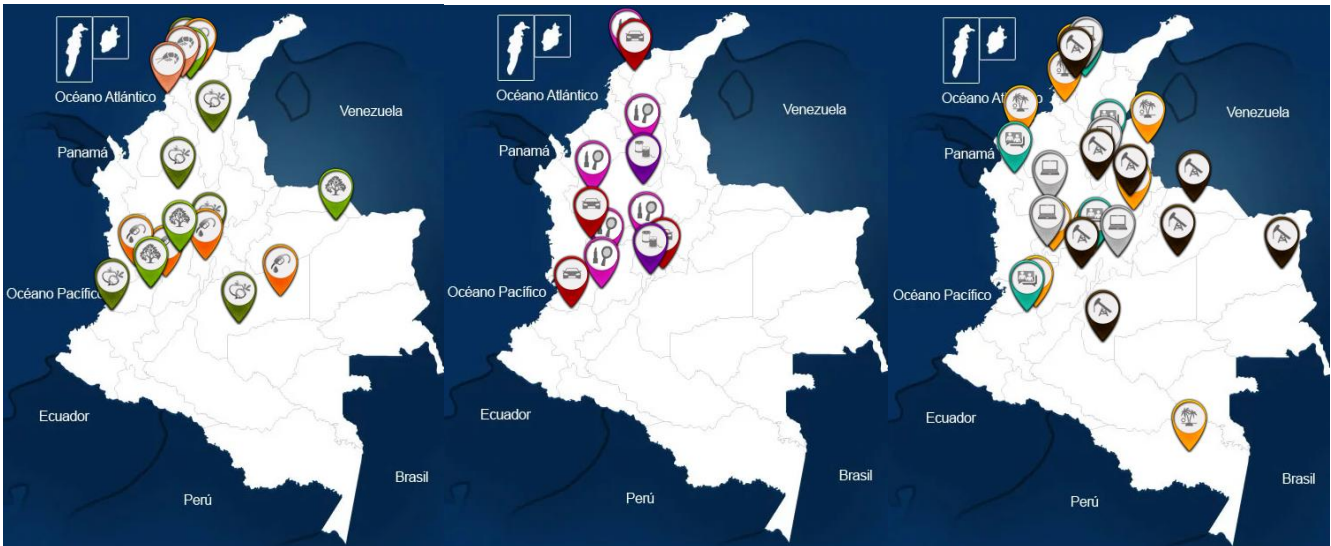 Océano Atlántico
Venezuela
Panamá
Océano Pacífico
Ecuador
Brasil
Perú
Océano Atlántico
Venezuela
Panamá
Océano Pacífico
Ecuador
Brasil
Perú
Océano Atlántico
Venezuela
Panamá
Océano Pacífico
Ecuador
Brasil
Perú